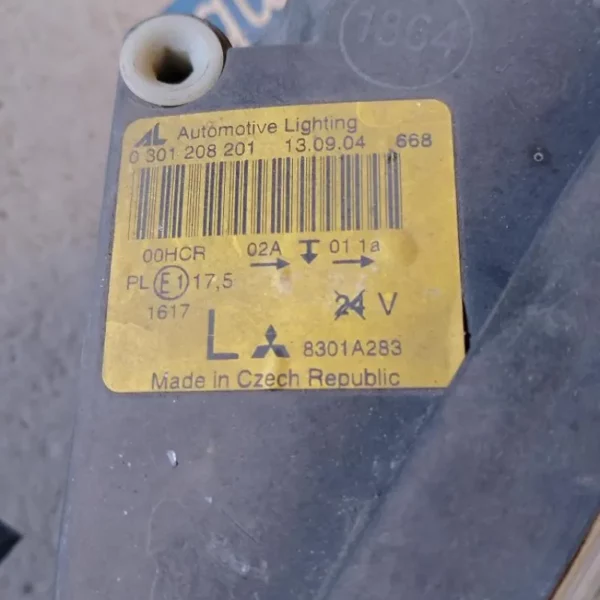 1864
AL Automotive Lighting
0 301 208 201 13.09.04 668
00HCR 02A 01 1a
PL E1 17,5
1617 24 V
L 8301A283
Made in Czech Republic